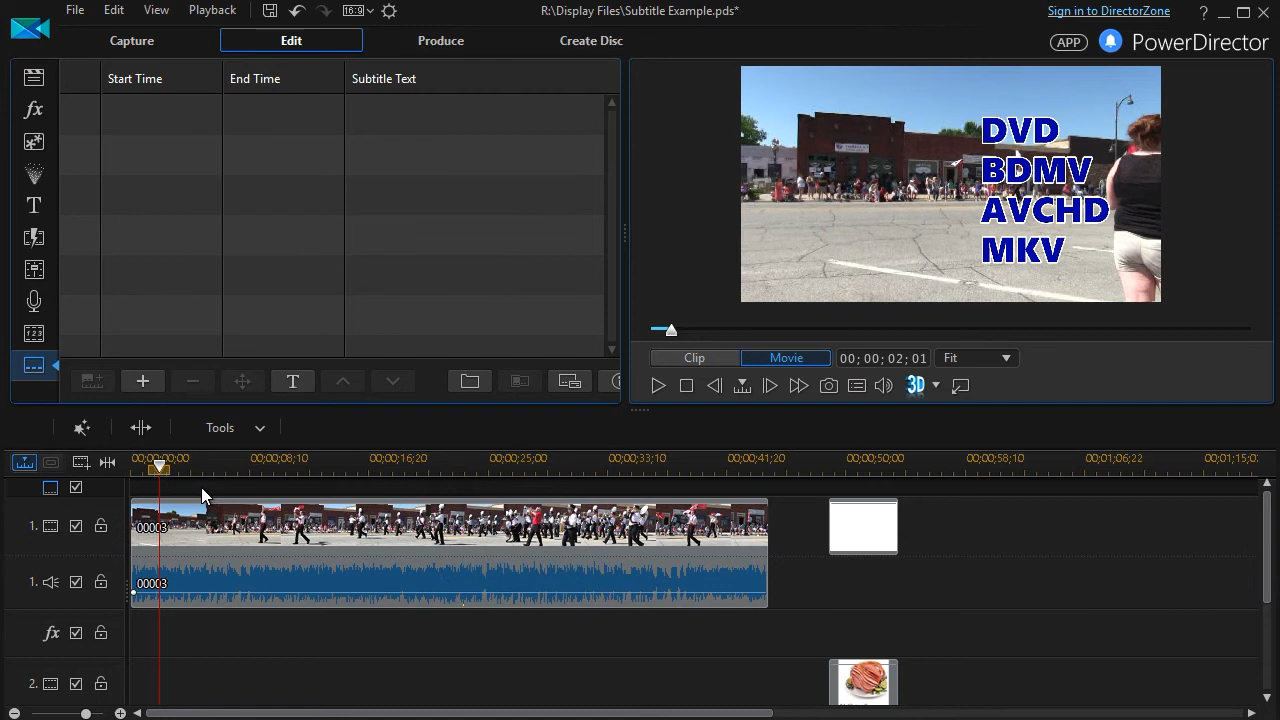 File Edit View Playback 16:9 R:\Display Files\Subtitle Example.pds* Sign in to DirectorZone ?
Capture Edit Produce Create Disc APP PowerDirector
Start Time End Time Subtitle Text
fx
T
123
T
DVD
BDMV
AVCHD
MKV
Clip Movie 00; 00; 02; 01 Fit
3D
Tools
00;00;00;00 00;00;08;10 00;00;16;20 00;00;25;00 00;00;33;10 00;00;41;20 00;00;50;00 00;00;58;10 00;01;06;22 00;01;15;0
1. 00003
1. 00003
fx
2.